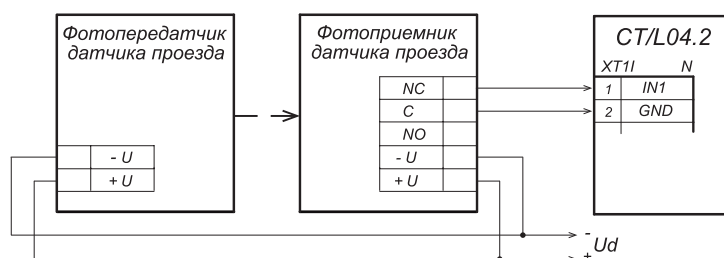 Фотопередатчик
датчика проезда
- U
+ U
Фотоприемник
датчика проезда
NC
C
NO
- U
+ U
CT/L04.2
XT1I N
1 IN1
2 GND
-
Ud
+